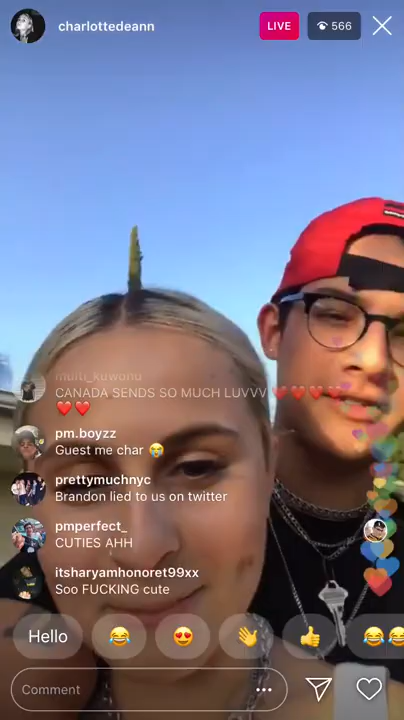 charlottedeann
LIVE
566
CANADA SENDS SO MUCH LUVVV ❤️❤️❤️❤️
❤️❤️
pm.boyzz
Guest me char 😭
prettymuchnyc
Brandon lied to us on twitter
pmperfect_
CUTIES AHH
itsharyamhonoret99xx
Soo FUCKING cute
Hello 😂 😍 👋 👍 😂😂
Comment